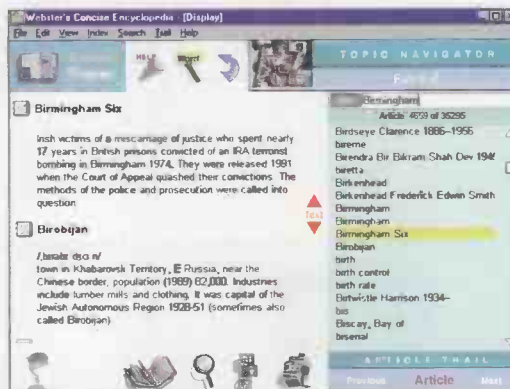 Webster's Concise Encyclopedia - [Display]
File Edit View Index Search Tool Help
HELP
Word
TOPIC NAVIGATOR
Birmingham
Article 4659 of 35295
Birmingham Six
Irish victims of a miscarriage of justice who spent nearly
17 years in British prisons convicted of an IRA terrorist
bombing in Birmingham 1974. They were released 1991
when the Court of Appeal quashed their convictions. The
methods of the police and prosecution were called into
question.
Birobijan
town in Khabarovsk Territory, E Russia, near the
Chinese border, population (1989) 82,000. Industries
include lumber mills and clothing. It was capital of the
Jewish Autonomous Region 1928-51 (sometimes also
called Birobijan)
Text
Birdseye Clarence 1886–1956
bireme
Birendra Bir Bikram Shah Dev 194
biretta
Birkenhead
Birkenhead Frederick Edwin Smith
Birmingham
Birmingham
Birmingham Six
Birobijan
birth
birth control
birth rate
Birtwistle Harrison 1934–
bis
Biscay, Bay of
bisexual
ARTICLE TRAIL
Previous Article Next